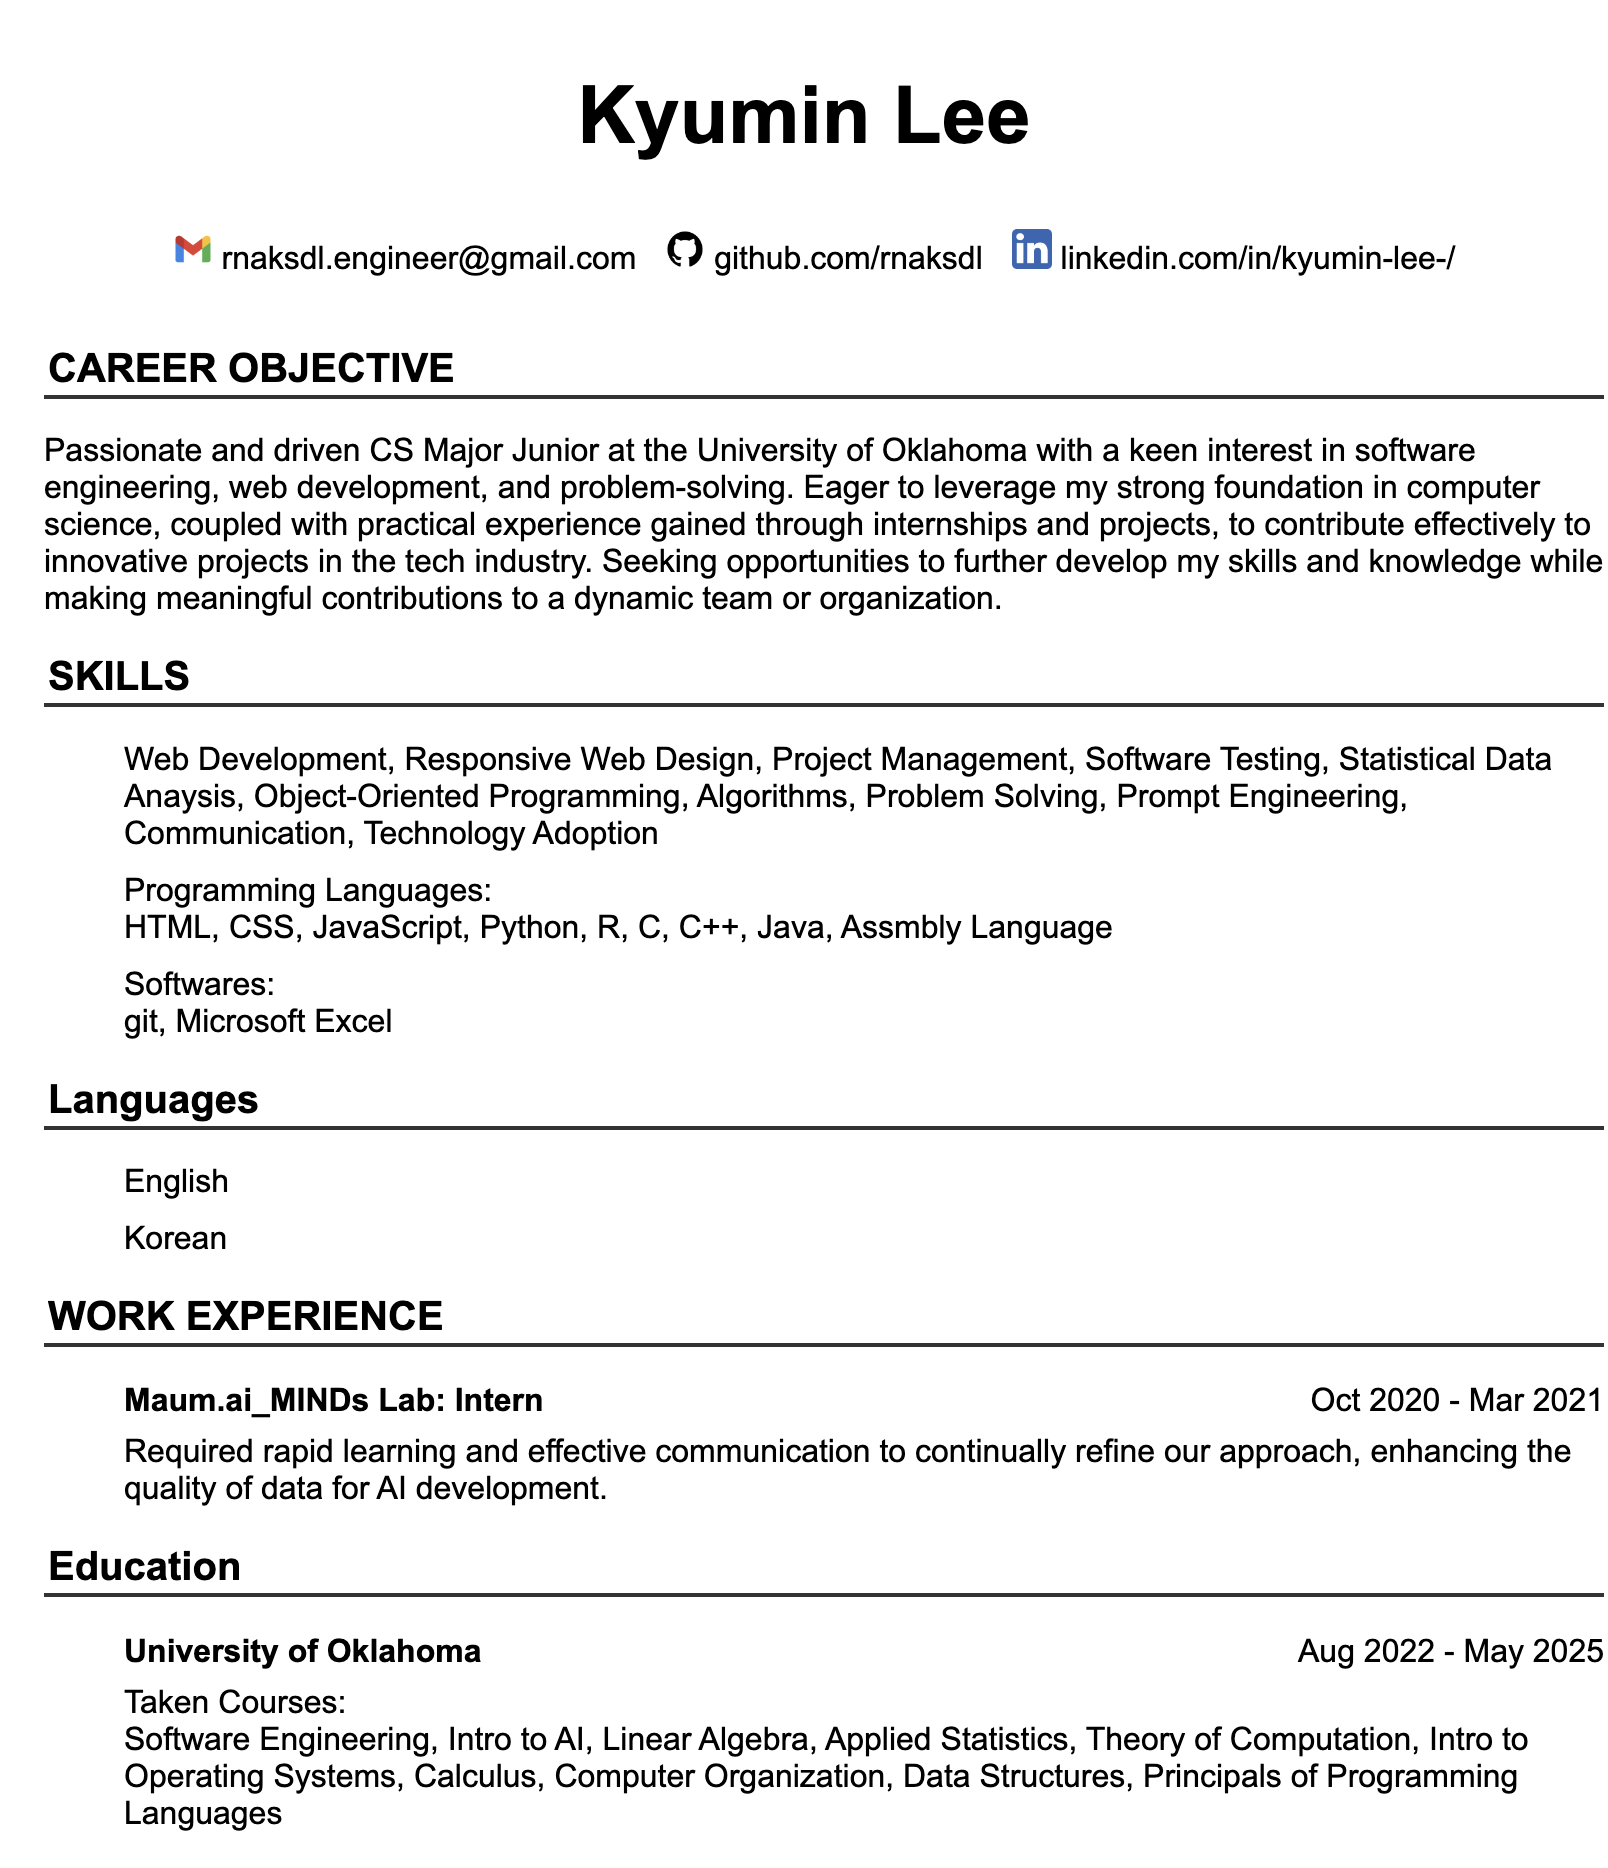 Kyumin Lee
rnaksdl.engineer@gmail.com github.com/rnaksdl linkedin.com/in/kyumin-lee-/
CAREER OBJECTIVE
Passionate and driven CS Major Junior at the University of Oklahoma with a keen interest in software
engineering, web development, and problem-solving. Eager to leverage my strong foundation in computer
science, coupled with practical experience gained through internships and projects, to contribute effectively to
innovative projects in the tech industry. Seeking opportunities to further develop my skills and knowledge while
making meaningful contributions to a dynamic team or organization.
SKILLS
Web Development, Responsive Web Design, Project Management, Software Testing, Statistical Data
Anaysis, Object-Oriented Programming, Algorithms, Problem Solving, Prompt Engineering,
Communication, Technology Adoption
Programming Languages:
HTML, CSS, JavaScript, Python, R, C, C++, Java, Assmbly Language
Softwares:
git, Microsoft Excel
Languages
English
Korean
WORK EXPERIENCE
Maum.ai_MINDs Lab: Intern Oct 2020 - Mar 2021
Required rapid learning and effective communication to continually refine our approach, enhancing the
quality of data for AI development.
Education
University of Oklahoma Aug 2022 - May 2025
Taken Courses:
Software Engineering, Intro to AI, Linear Algebra, Applied Statistics, Theory of Computation, Intro to
Operating Systems, Calculus, Computer Organization, Data Structures, Principals of Programming
Languages